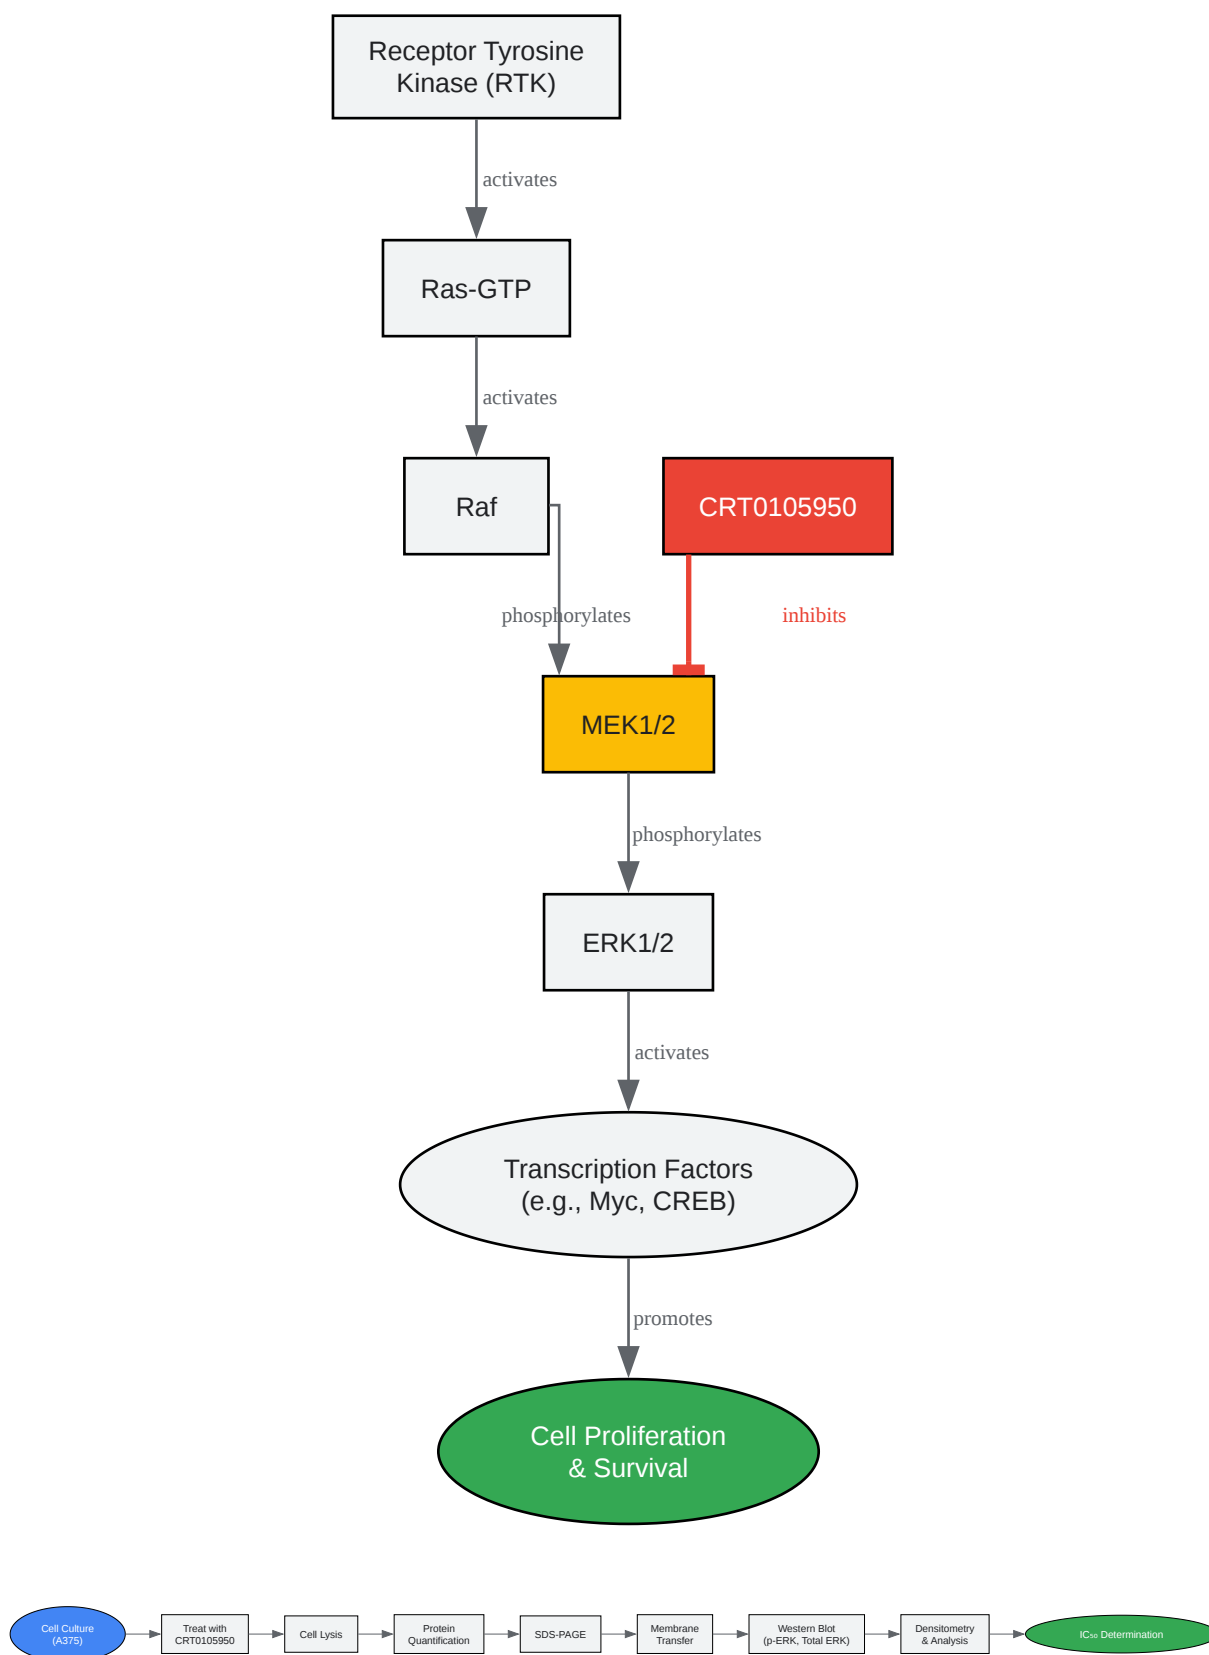 Receptor Tyrosine
Kinase (RTK)
activates
Ras-GTP
activates
Raf
CRT0105950
phosphorylates
inhibits
MEK1/2
phosphorylates
ERK1/2
activates
Transcription Factors
(e.g., Myc, CREB)
promotes
Cell Proliferation
& Survival
Cell Culture
(A375)
Treat with
CRT0105950
Cell Lysis
Protein
Quantification
SDS-PAGE
Membrane
Transfer
Western Blot
(p-ERK, Total ERK)
Densitometry
& Analysis
IC₅₀ Determination